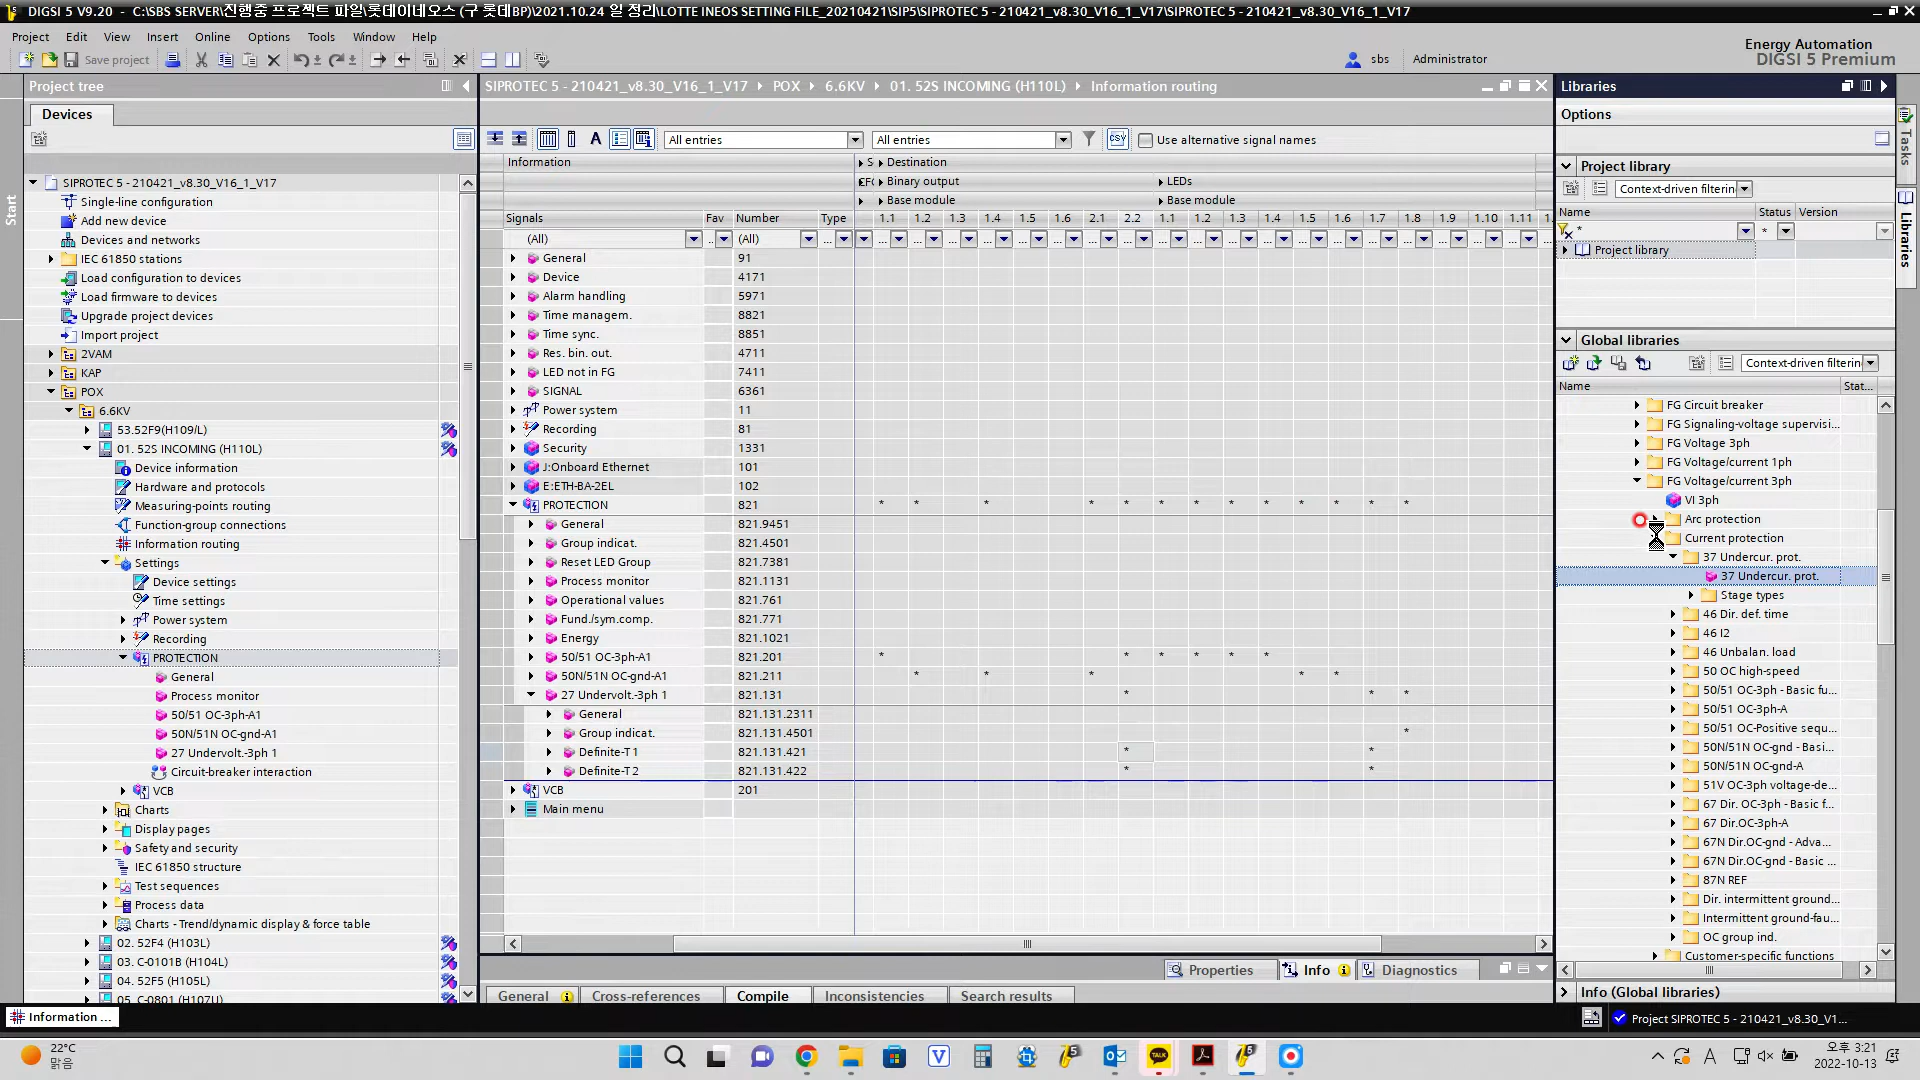 DIGSI 5 V9.20 - C:\SBS SERVER\진행중 프로젝트 파일\롯데이네오스 (구 롯데BP)\2021.10.24 일 정리\LOTTE INEOS SETTING FILE_20210421\SIP5\SIPROTEC 5 - 210421_v8.30_V16_1_V17\SIPROTEC 5 - 210421_v8.30_V16_1_V17
Project Edit View Insert Online Options Tools Window Help
Energy Automation
DIGSI 5 Premium
Save project
sbs Administrator
Project tree
Devices
Start
SIPROTEC 5 - 210421_v8.30_V16_1_V17
Single-line configuration
Add new device
Devices and networks
IEC 61850 stations
Load configuration to devices
Load firmware to devices
Upgrade project devices
Import project
2VAM
KAP
POX
6.6KV
53.52F9(H109/L)
01. 52S INCOMING (H110L)
Device information
Hardware and protocols
Measuring-points routing
Function-group connections
Information routing
Settings
Device settings
Time settings
Power system
Recording
PROTECTION
General
Process monitor
50/51 OC-3ph-A1
50N/51N OC-gnd-A1
27 Undervolt.-3ph 1
Circuit-breaker interaction
VCB
Charts
Display pages
Safety and security
IEC 61850 structure
Test sequences
Process data
Charts - Trend/dynamic display & force table
02. 52F4 (H103L)
03. C-0101B (H104L)
04. 52F5 (H105L)
05. C-0801 (H107U)
SIPROTEC 5 - 210421_v8.30_V16_1_V17 POX 6.6KV 01. 52S INCOMING (H110L) Information routing
All entries All entries CSV Use alternative signal names
Information S Destination
Binary output LEDs
Base module Base module
Signals Fav Number Type 1.1 1.2 1.3 1.4 1.5 1.6 2.1 2.2 1.1 1.2 1.3 1.4 1.5 1.6 1.7 1.8 1.9 1.10 1.11
(All) ... (All) ... ... ... ... ... ... ... ... ... ... ... ... ... ... ... ... ... ... ... ...
General 91
Device 4171
Alarm handling 5971
Time managem. 8821
Time sync. 8851
Res. bin. out. 4711
LED not in FG 7411
SIGNAL 6361
Power system 11
Recording 81
Security 1331
J:Onboard Ethernet 101
E:ETH-BA-2EL 102
PROTECTION 821 * * * * * * * * * * * * *
General 821.9451
Group indicat. 821.4501
Reset LED Group 821.7381
Process monitor 821.1131
Operational values 821.761
Fund./sym.comp. 821.771
Energy 821.1021
50/51 OC-3ph-A1 821.201 * * * * * *
50N/51N OC-gnd-A1 821.211 * * * * *
27 Undervolt.-3ph 1 821.131 * * *
General 821.131.2311
Group indicat. 821.131.4501 *
Definite-T 1 821.131.421 * *
Definite-T 2 821.131.422 * *
VCB 201
Main menu
Properties Info Diagnostics
General Cross-references Compile Inconsistencies Search results
Libraries
Options
Project library
Context-driven filterin
Name Status Version
* *
Project library
Global libraries
Context-driven filterin
Name Stat...
FG Circuit breaker
FG Signaling-voltage supervisi...
FG Voltage 3ph
FG Voltage/current 1ph
FG Voltage/current 3ph
VI 3ph
Arc protection
Current protection
37 Undercur. prot.
37 Undercur. prot.
Stage types
46 Dir. def. time
46 I2
46 Unbalan. load
50 OC high-speed
50/51 OC-3ph - Basic fu...
50/51 OC-3ph-A
50/51 OC-Positive sequ...
50N/51N OC-gnd - Basi...
50N/51N OC-gnd-A
51V OC-3ph voltage-de...
67 Dir. OC-3ph - Basic f...
67 Dir.OC-3ph-A
67N Dir.OC-gnd - Adva...
67N Dir.OC-gnd - Basic ...
87N REF
Dir. intermittent ground...
Intermittent ground-fau...
OC group ind.
Customer-specific functions
Info (Global libraries)
Tasks
Libraries
Information ...
Project SIPROTEC 5 - 210421_v8.30_V1...
22°C
맑음
TALK
A
오후 3:21
2022-10-13